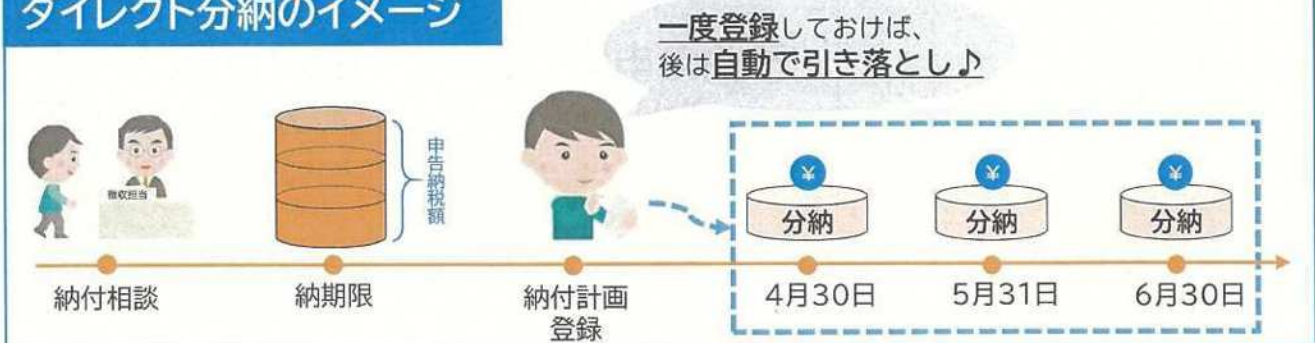 ダイレクト分納のイメージ
一度登録しておけば、
後は自動で引き落とし♪
徴収担当
申告納税額
¥
¥
¥
分納
分納
分納
納付相談
納期限
納付計画
登録
4月30日
5月31日
6月30日